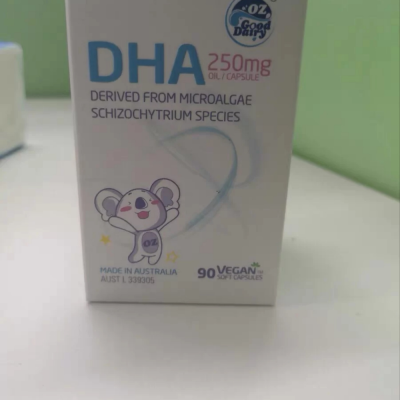 OZ
Good
Dairy
DHA 250mg
OIL / CAPSULE
DERIVED FROM MICROALGAE
SCHIZOCHYTRIUM SPECIES
OZ
MADE IN AUSTRALIA
AUST L 339305
90 VEGAN
SOFT CAPSULES